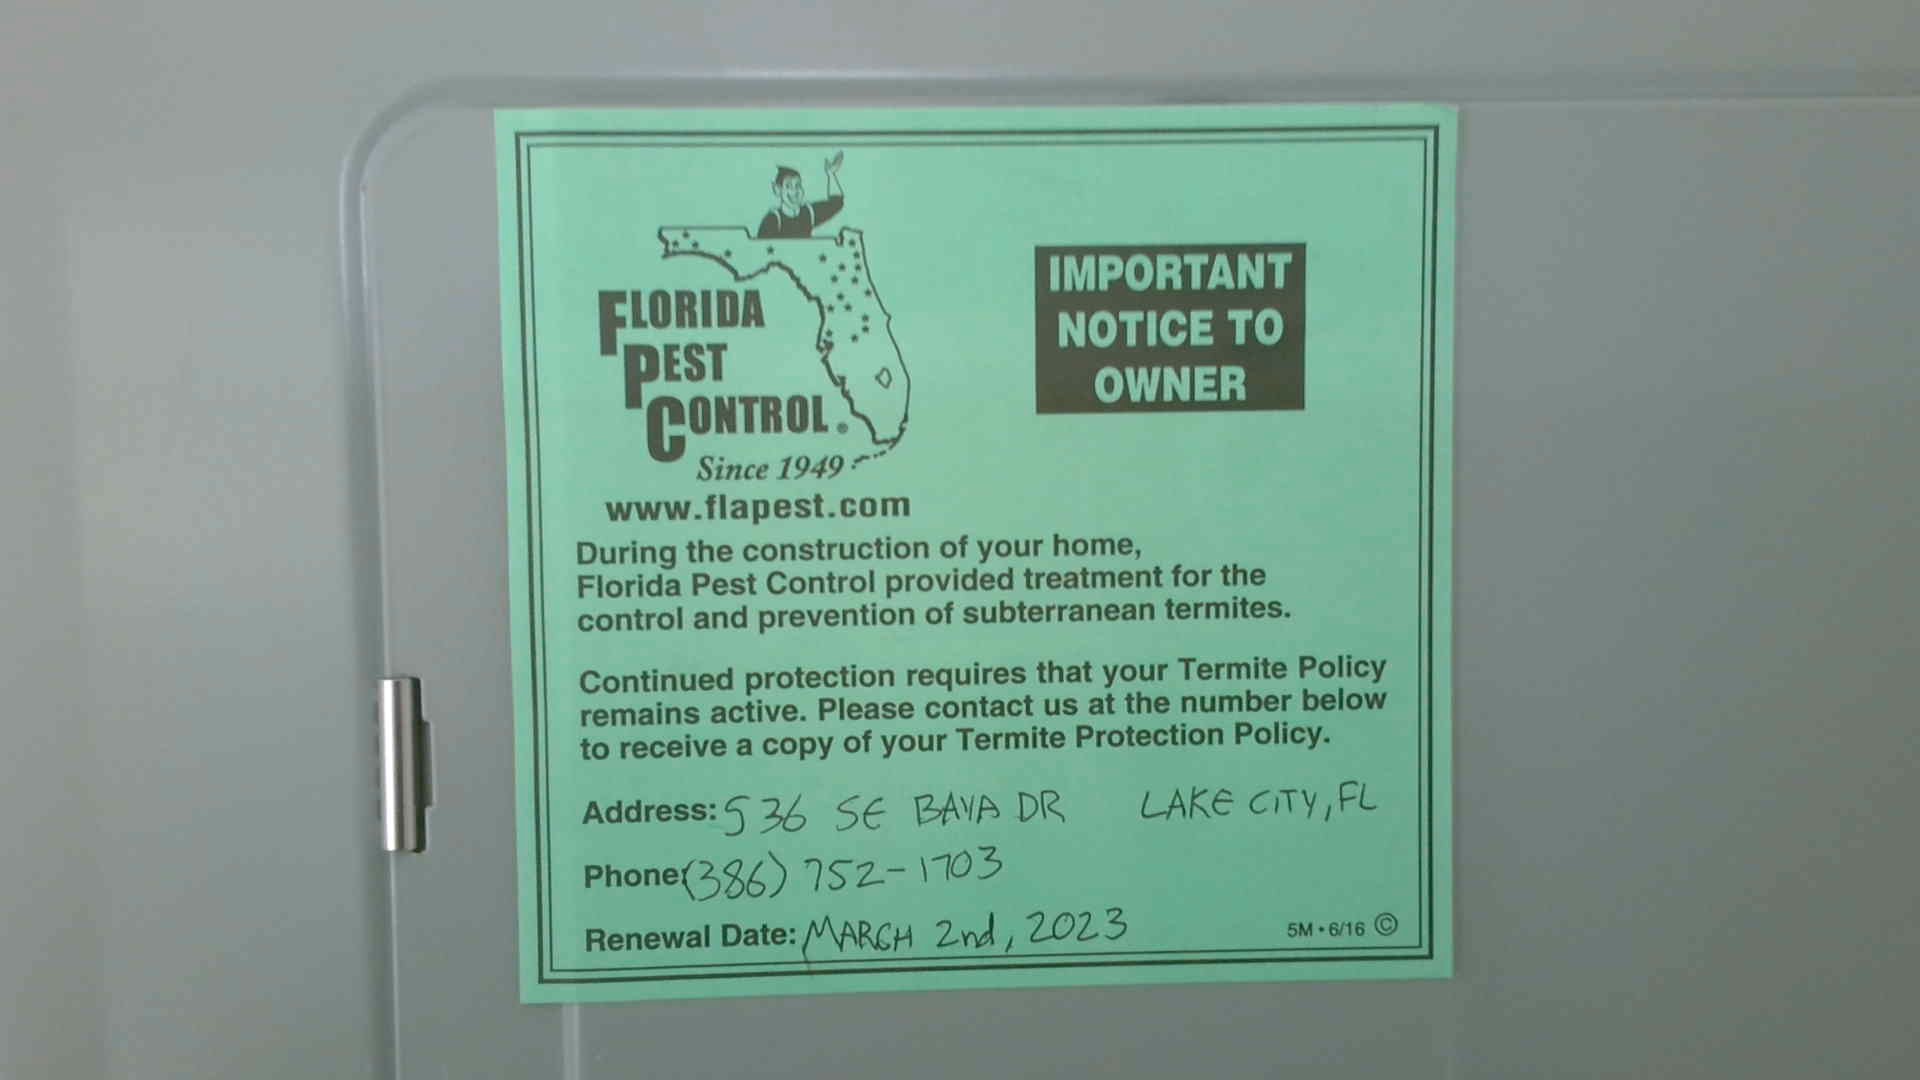 FLORIDA
PEST
CONTROL®
Since 1949
www.flapest.com
IMPORTANT
NOTICE TO
OWNER
During the construction of your home,
Florida Pest Control provided treatment for the
control and prevention of subterranean termites.
Continued protection requires that your Termite Policy
remains active. Please contact us at the number below
to receive a copy of your Termite Protection Policy.
Address: 536 SE BAYA DR LAKE CITY, FL
Phone: (386) 752-1703
Renewal Date: MARCH 2nd, 2023
5M • 6/16 ©